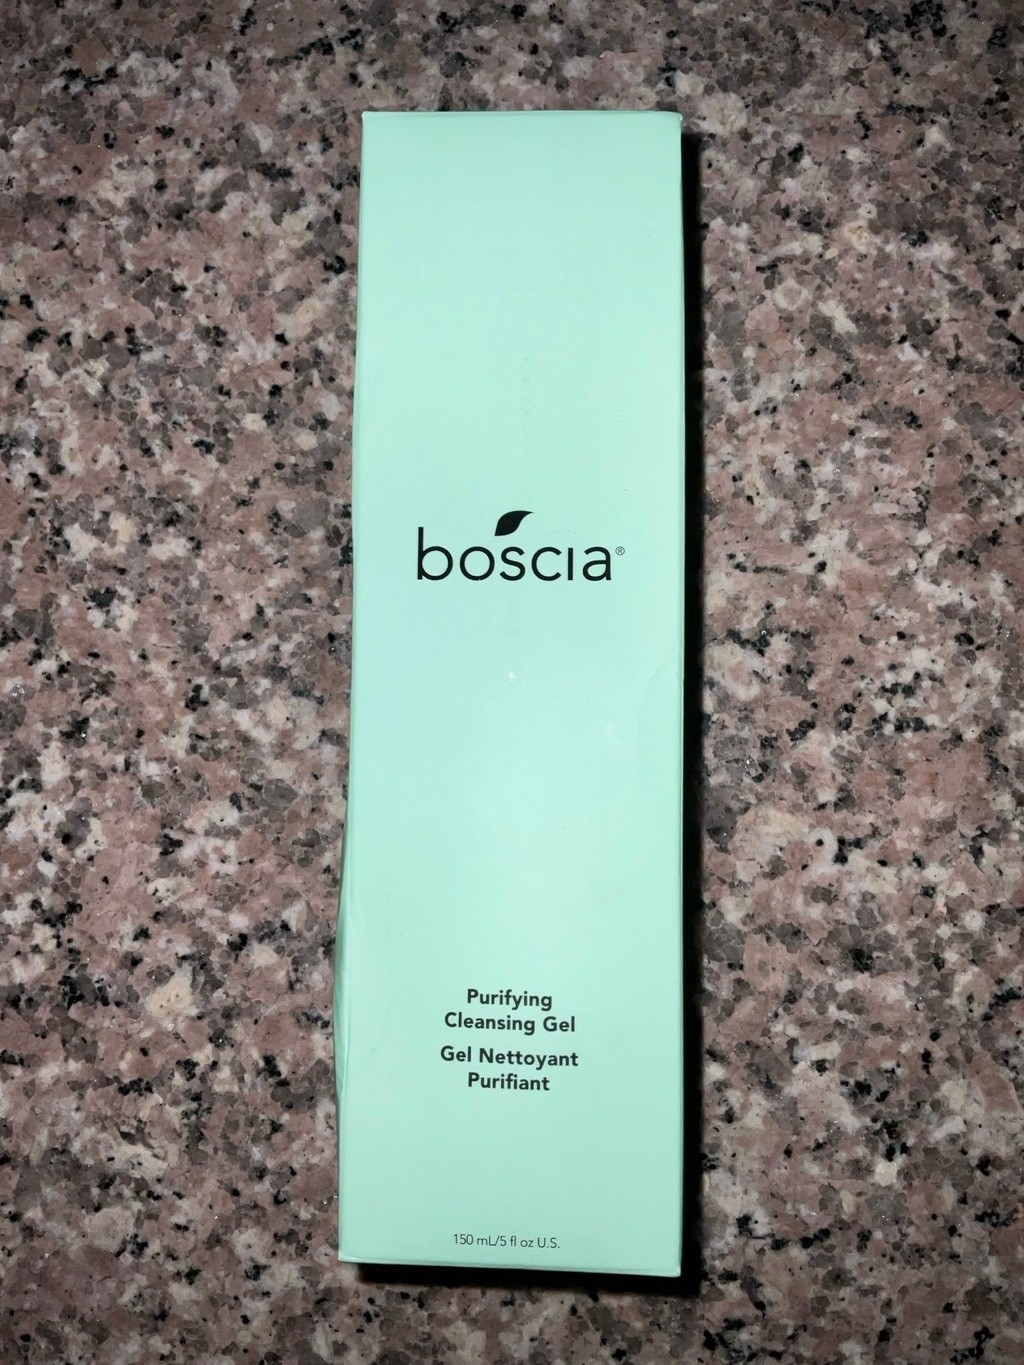 boscia®
Purifying
Cleansing Gel
Gel Nettoyant
Purifiant
150 mL/5 fl oz U.S.